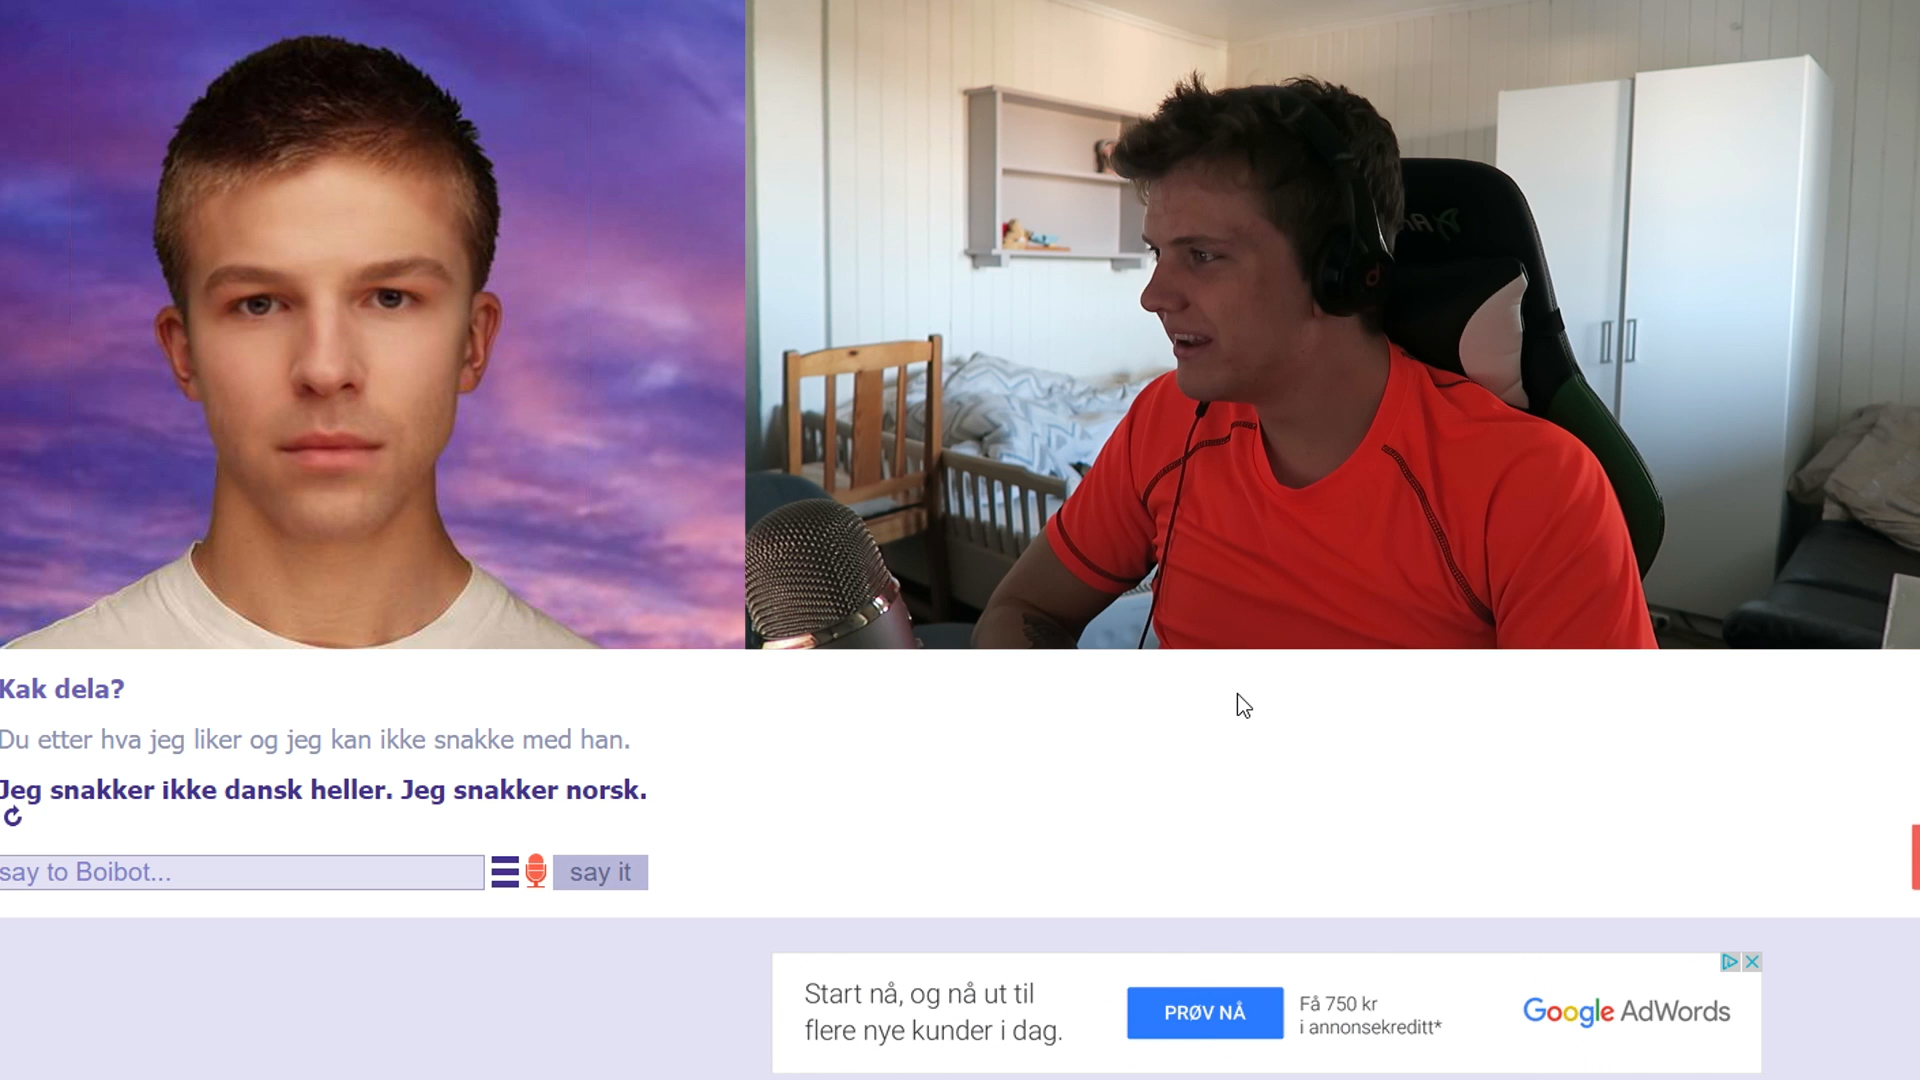 Kak dela?
Du etter hva jeg liker og jeg kan ikke snakke med han.
Jeg snakker ikke dansk heller. Jeg snakker norsk.
say to Boibot...
say it
Start nå, og nå ut til
flere nye kunder i dag.
PRØV NÅ
Få 750 kr
i annonsekreditt*
Google AdWords